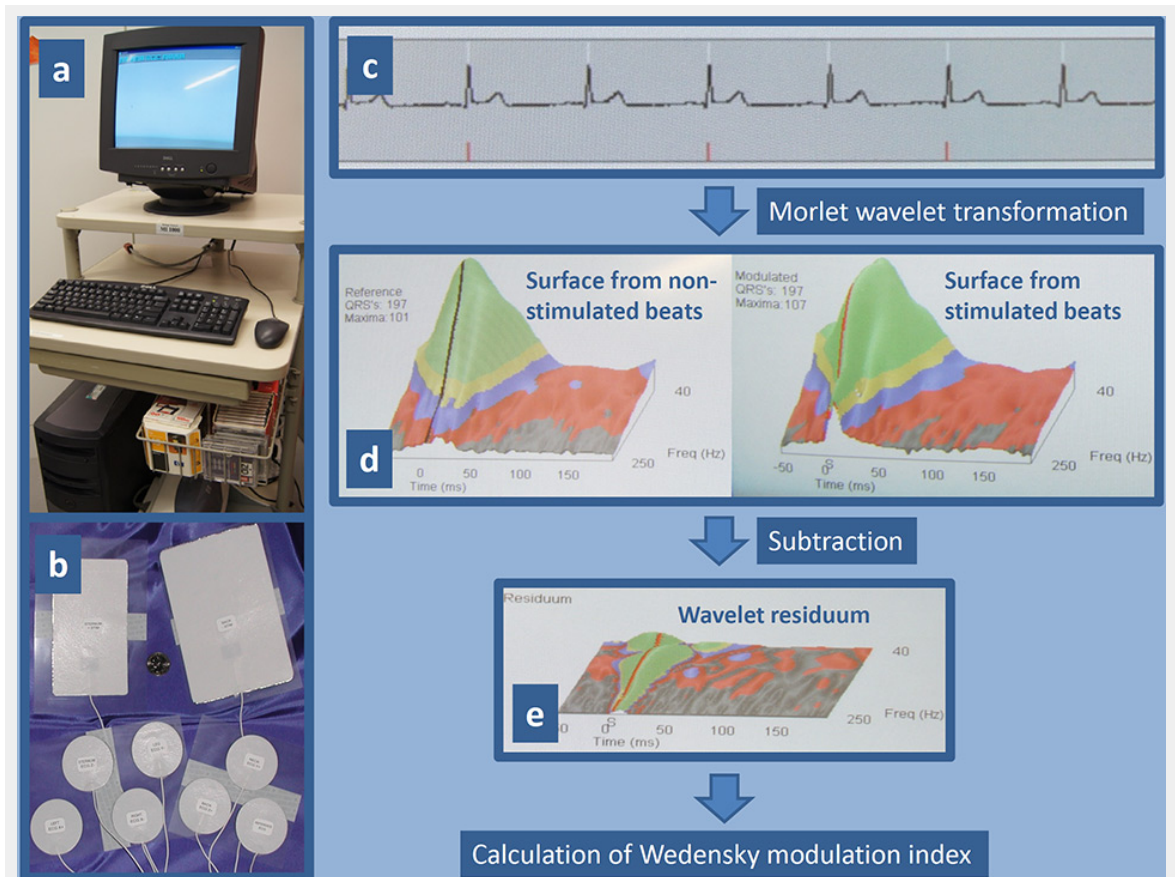 a
DELL
b
c
Morlet wavelet transformation
d
Reference
QRS's: 197
Maxima:101
Surface from non-
stimulated beats
40
250
Freq (Hz)
0
50
100
150
Time (ms)
Modulated
QRS's: 197
Maxima:107
Surface from
stimulated beats
40
250
Freq (Hz)
-50
0
S
50
100
150
Time (ms)
Subtraction
e
Residuum
Wavelet residuum
40
250
Freq (Hz)
0
S
50
100
150
Time (ms)
Calculation of Wedensky modulation index